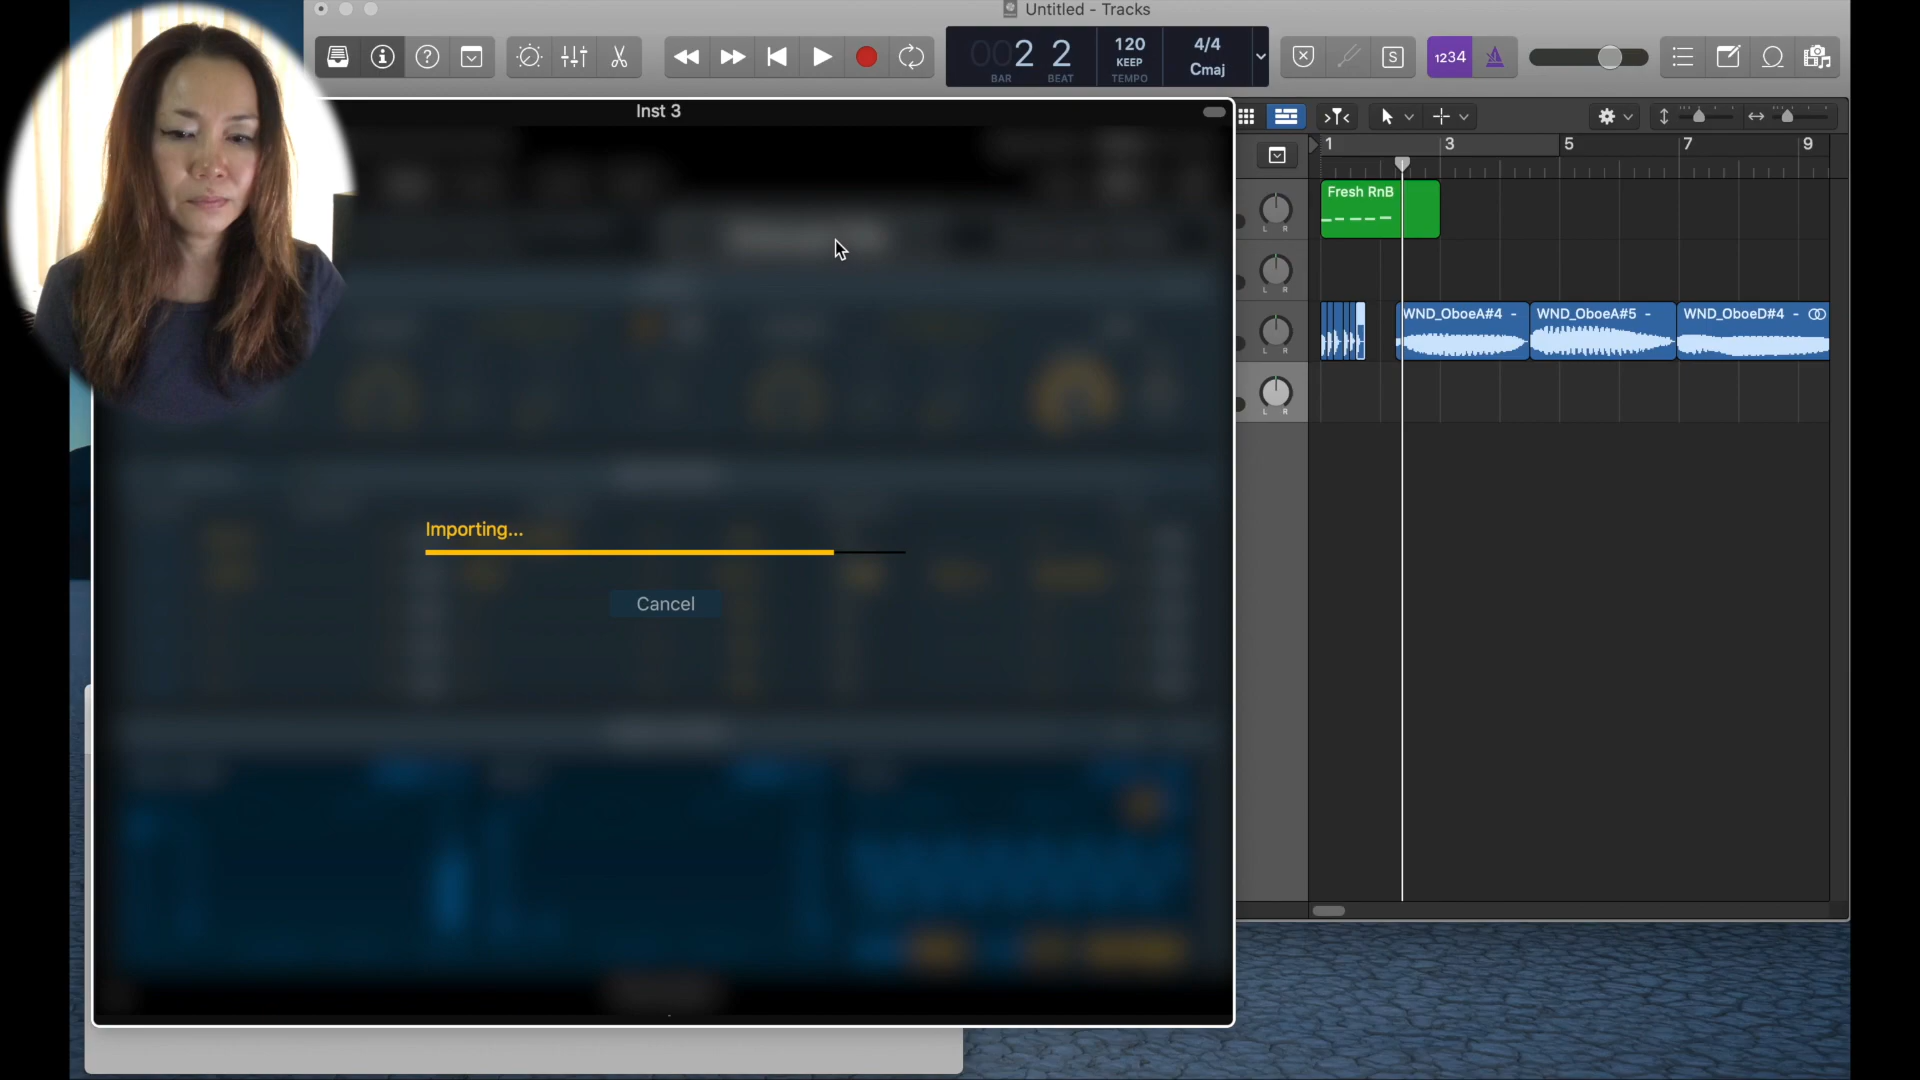 Untitled - Tracks
002 2
BAR BEAT
120
KEEP
TEMPO
4/4
Cmaj
S
1234
Inst 3
1 3 5 7 9
Fresh RnB
L R
L R
WND_OboeA#4 -
WND_OboeA#5 -
WND_OboeD#4 -
L R
L R
Importing...
Cancel